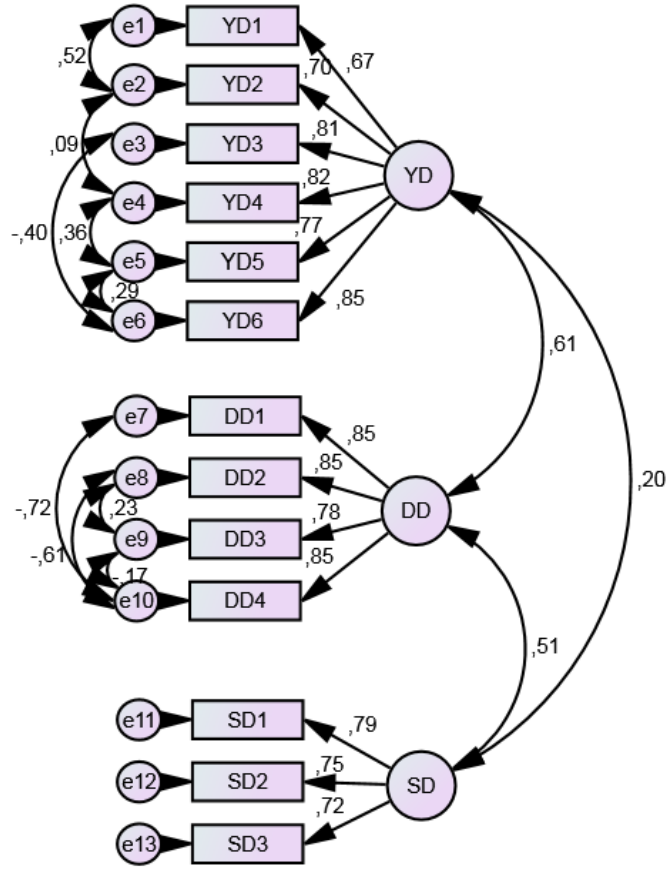 e1 YD1
,52 ,70 ,67
e2 YD2
,81
,09 e3 YD3
,82 YD
e4 YD4
-,40 ,36 ,77
e5 YD5
,29 ,85
e6 YD6
,61
e7 DD1
,85
,85
e8 DD2
,20
-,72 ,23 ,78
DD
e9 DD3
-,61 ,85
-,17
e10 DD4
,51
e11 SD1
,79
,75
e12 SD2
SD
,72
e13 SD3